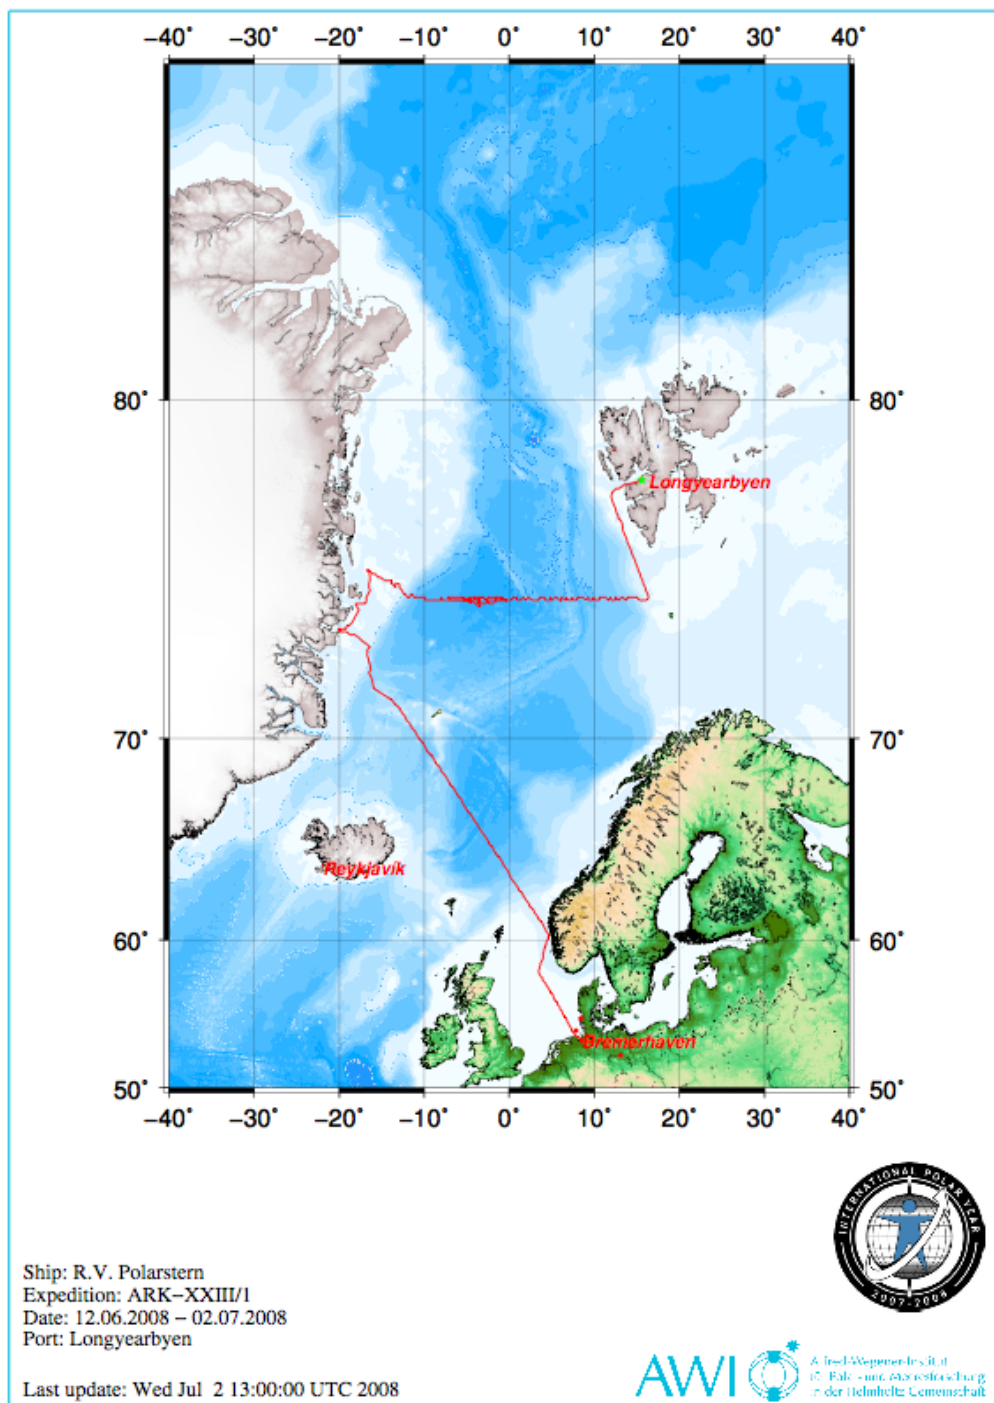 −40˚ −30˚ −20˚ −10˚ 0˚ 10˚ 20˚ 30˚ 40˚
80˚ 80˚
Longyearbyen
70˚ 70˚
Reykjavik
60˚ 60˚
Bremerhaven
50˚ 50˚
−40˚ −30˚ −20˚ −10˚ 0˚ 10˚ 20˚ 30˚ 40˚
INTERNATIONAL POLAR YEAR
2007-2008
Ship: R.V. Polarstern
Expedition: ARK−XXIII/1
Date: 12.06.2008 − 02.07.2008
Port: Longyearbyen
Last update: Wed Jul 2 13:00:00 UTC 2008
AWI
Alfred-Wegener-Institut
für Polar- und Meeresforschung
in der Helmholtz-Gemeinschaft